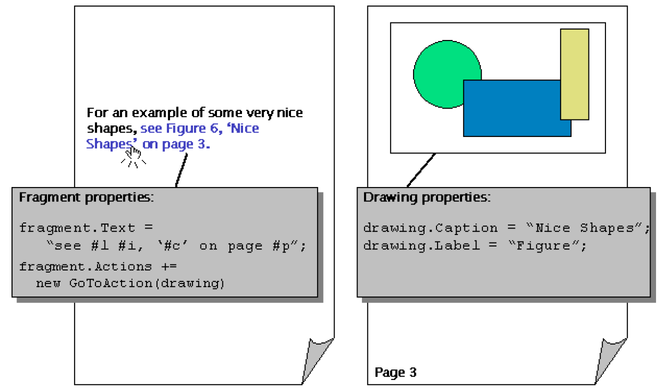 For an example of some very nice
shapes, see Figure 6, ‘Nice
Shapes’ on page 3.
Fragment properties:
fragment.Text =
“see #l #i, ‘#c’ on page #p”;
fragment.Actions +=
new GoToAction(drawing)
Drawing properties:
drawing.Caption = “Nice Shapes”;
drawing.Label = “Figure”;
Page 3